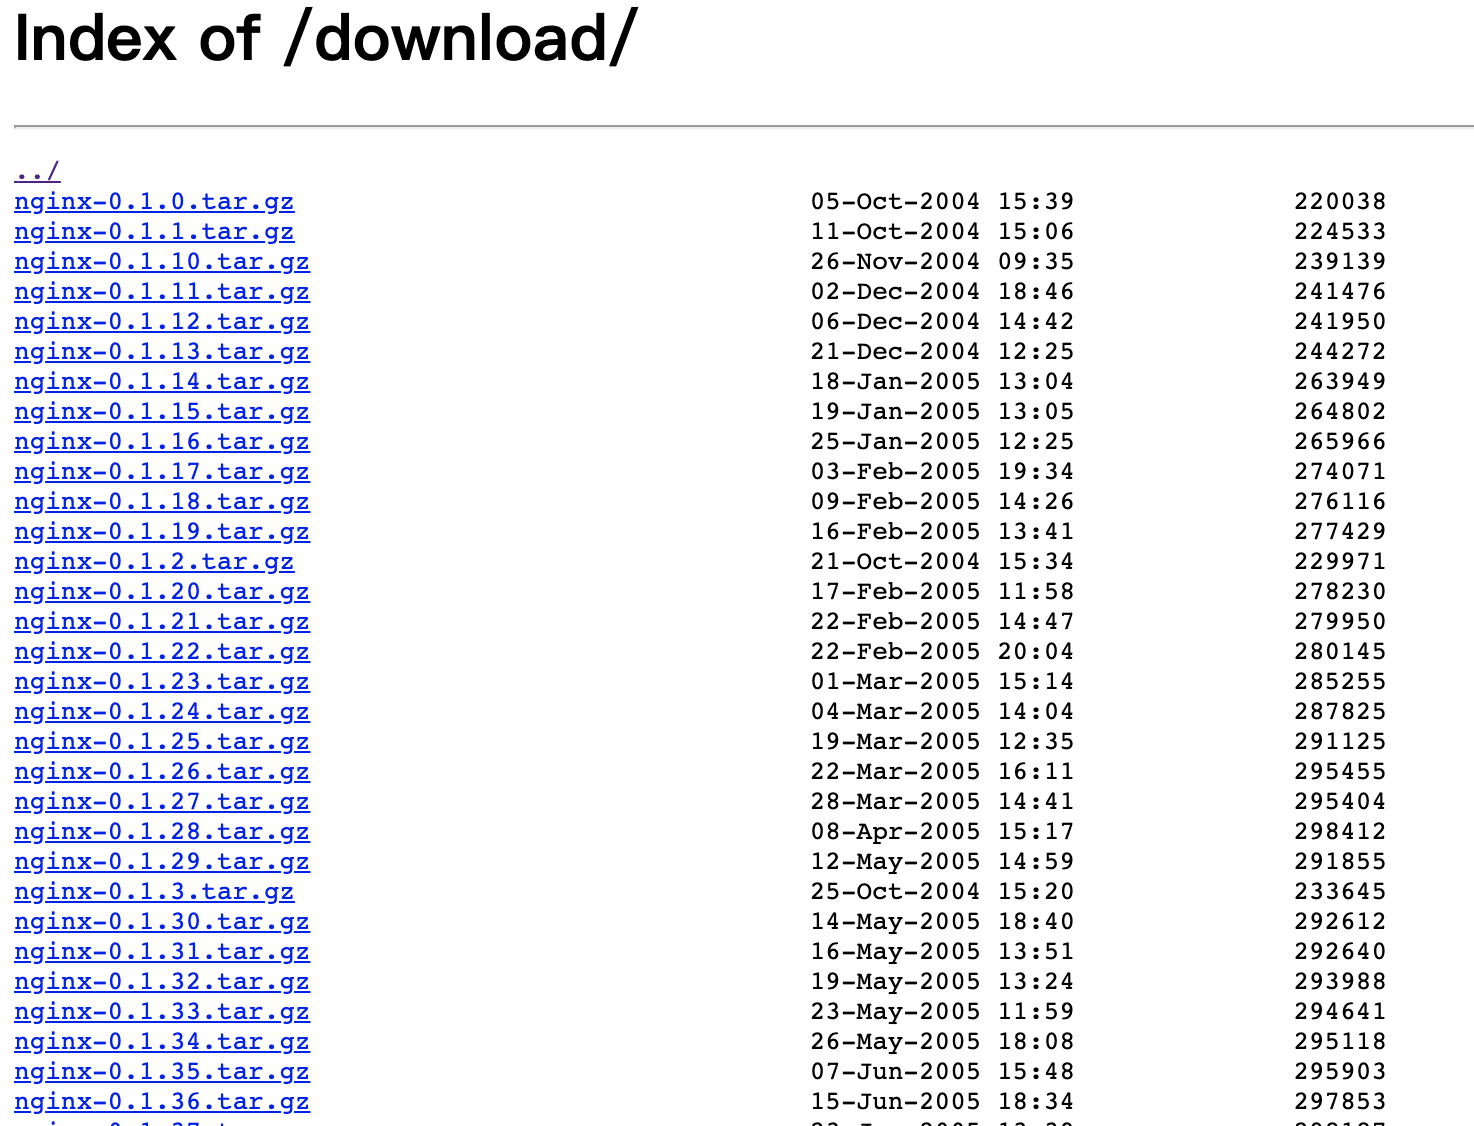 Index of /download/
../
nginx-0.1.0.tar.gz 05-Oct-2004 15:39 220038
nginx-0.1.1.tar.gz 11-Oct-2004 15:06 224533
nginx-0.1.10.tar.gz 26-Nov-2004 09:35 239139
nginx-0.1.11.tar.gz 02-Dec-2004 18:46 241476
nginx-0.1.12.tar.gz 06-Dec-2004 14:42 241950
nginx-0.1.13.tar.gz 21-Dec-2004 12:25 244272
nginx-0.1.14.tar.gz 18-Jan-2005 13:04 263949
nginx-0.1.15.tar.gz 19-Jan-2005 13:05 264802
nginx-0.1.16.tar.gz 25-Jan-2005 12:25 265966
nginx-0.1.17.tar.gz 03-Feb-2005 19:34 274071
nginx-0.1.18.tar.gz 09-Feb-2005 14:26 276116
nginx-0.1.19.tar.gz 16-Feb-2005 13:41 277429
nginx-0.1.2.tar.gz 21-Oct-2004 15:34 229971
nginx-0.1.20.tar.gz 17-Feb-2005 11:58 278230
nginx-0.1.21.tar.gz 22-Feb-2005 14:47 279950
nginx-0.1.22.tar.gz 22-Feb-2005 20:04 280145
nginx-0.1.23.tar.gz 01-Mar-2005 15:14 285255
nginx-0.1.24.tar.gz 04-Mar-2005 14:04 287825
nginx-0.1.25.tar.gz 19-Mar-2005 12:35 291125
nginx-0.1.26.tar.gz 22-Mar-2005 16:11 295455
nginx-0.1.27.tar.gz 28-Mar-2005 14:41 295404
nginx-0.1.28.tar.gz 08-Apr-2005 15:17 298412
nginx-0.1.29.tar.gz 12-May-2005 14:59 291855
nginx-0.1.3.tar.gz 25-Oct-2004 15:20 233645
nginx-0.1.30.tar.gz 14-May-2005 18:40 292612
nginx-0.1.31.tar.gz 16-May-2005 13:51 292640
nginx-0.1.32.tar.gz 19-May-2005 13:24 293988
nginx-0.1.33.tar.gz 23-May-2005 11:59 294641
nginx-0.1.34.tar.gz 26-May-2005 18:08 295118
nginx-0.1.35.tar.gz 07-Jun-2005 15:48 295903
nginx-0.1.36.tar.gz 15-Jun-2005 18:34 297853